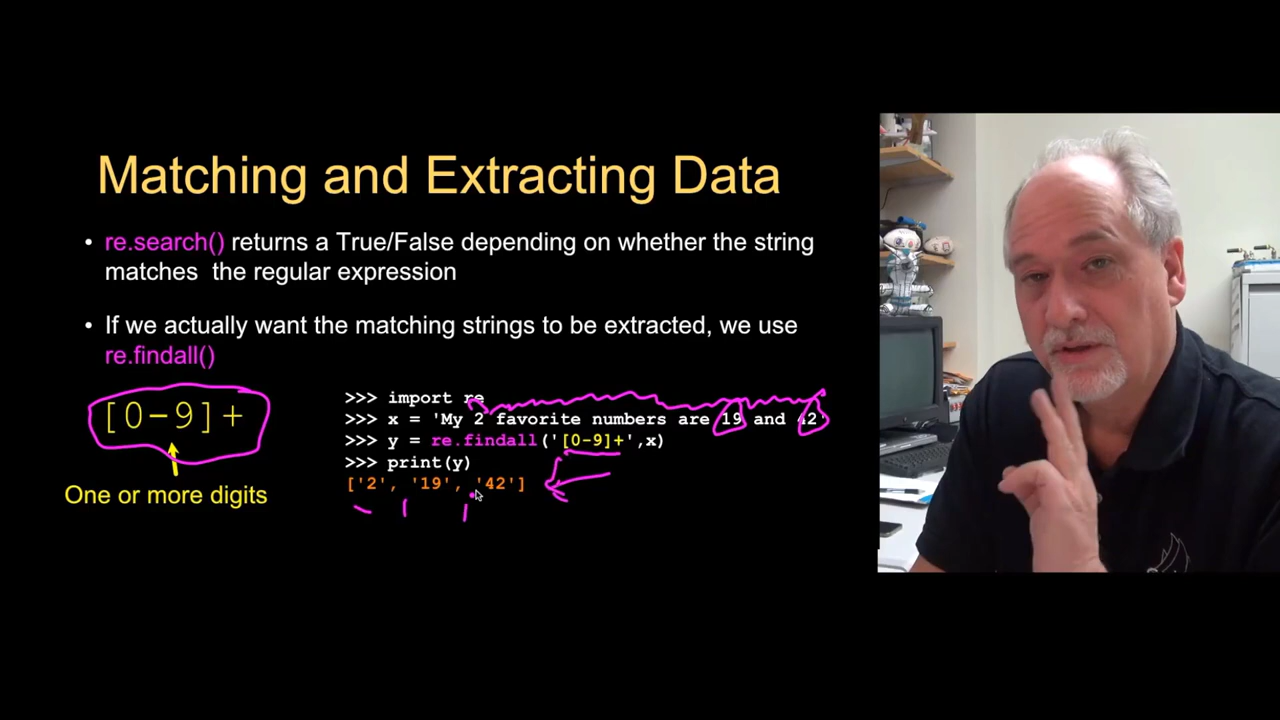 Matching and Extracting Data
• re.search() returns a True/False depending on whether the string
matches the regular expression
• If we actually want the matching strings to be extracted, we use
re.findall()
[0-9]+
One or more digits
>>> import re
>>> x = 'My 2 favorite numbers are 19 and 42'
>>> y = re.findall('[0-9]+',x)
>>> print(y)
['2', '19', '42']